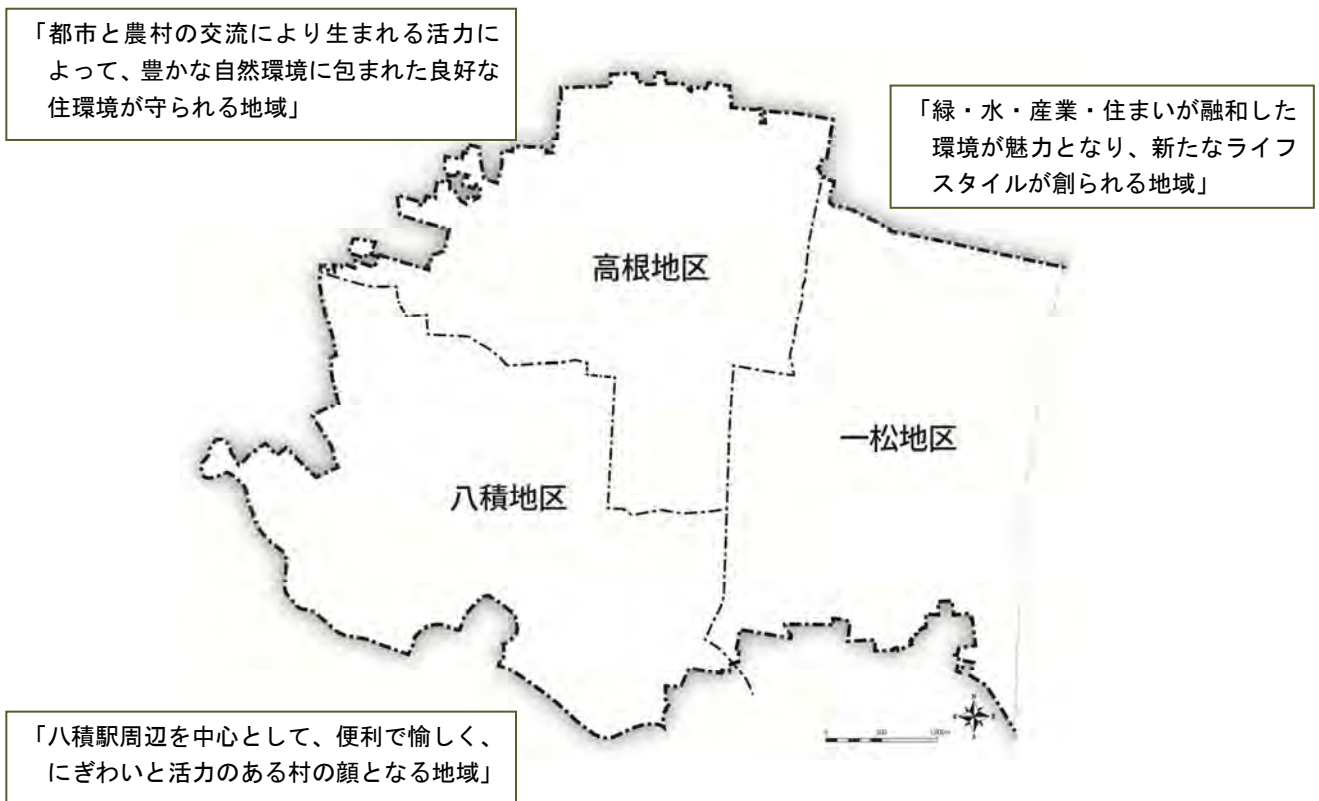 「都市と農村の交流により生まれる活力に
よって、豊かな自然環境に包まれた良好な
住環境が守られる地域」
「緑・水・産業・住まいが融和した
環境が魅力となり、新たなライフ
スタイルが創られる地域」
高根地区
一松地区
八積地区
「八積駅周辺を中心として、便利で愉しく、
にぎわいと活力のある村の顔となる地域」